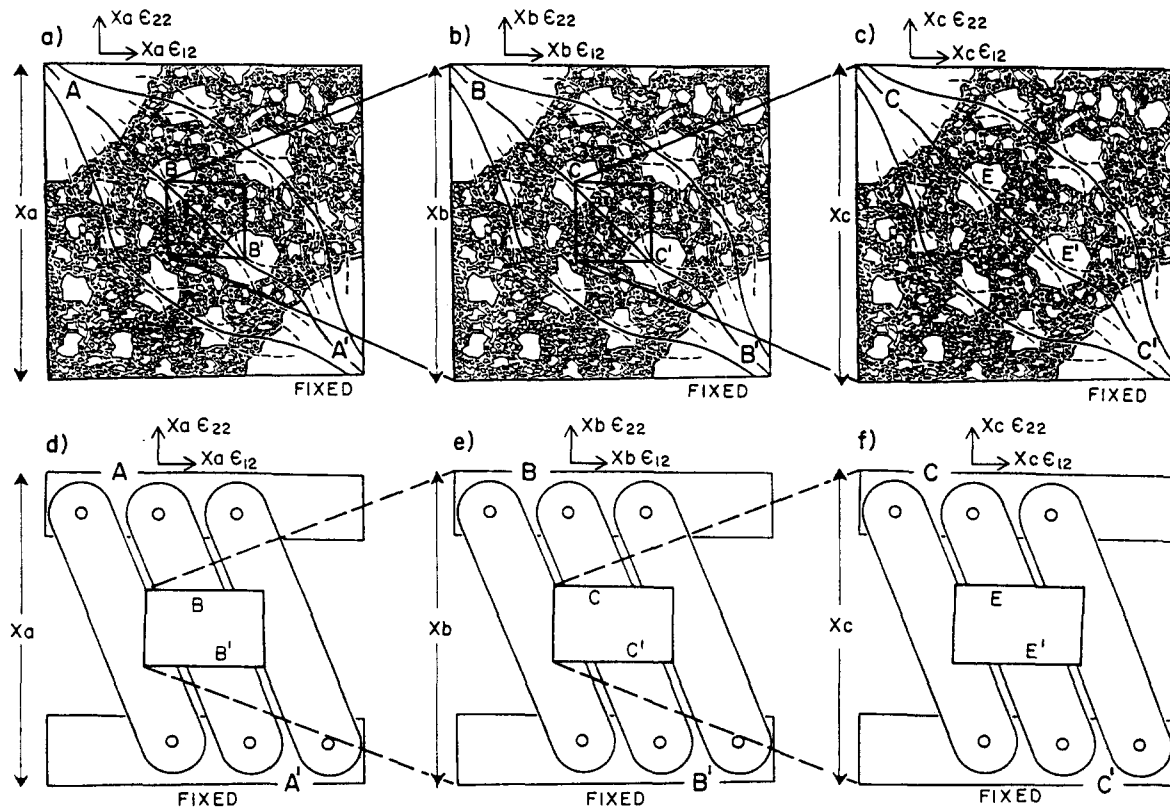 a)
Xa ϵ22
Xa ϵ12
A
Xa
B
B'
A'
FIXED
b)
Xb ϵ22
Xb ϵ12
B
Xb
C
C'
B'
FIXED
c)
Xc ϵ22
Xc ϵ12
C
Xc
E
E'
C'
FIXED
d)
Xa ϵ22
Xa ϵ12
A
Xa
B
B'
A'
FIXED
e)
Xb ϵ22
Xb ϵ12
B
Xb
C
C'
B'
FIXED
f)
Xc ϵ22
Xc ϵ12
C
Xc
E
E'
C'
FIXED